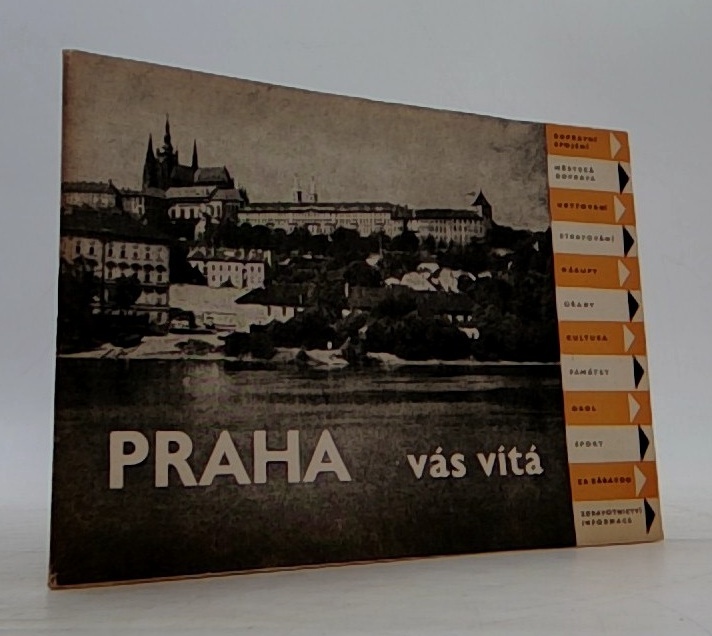 PRAHA vás vítá
DOPRAVNÍ
SPOJENÍ
MĚSTSKÁ
DOPRAVA
UBYTOVÁNÍ
STRAVOVÁNÍ
NÁKUPY
ÚŘADY
KULTURA
PAMÁTKY
OKOLÍ
SPORT
ZA ZÁBAVOU
ZDRAVOTNICTVÍ
INFORMACE